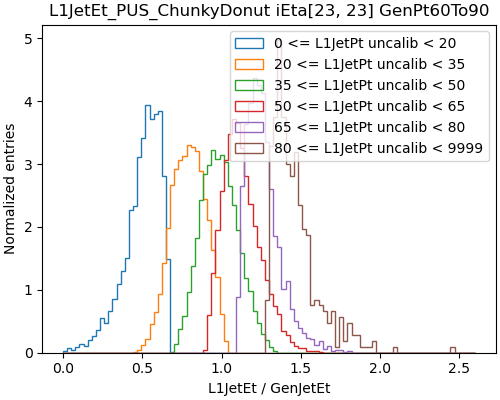 L1JetEt_PUS_ChunkyDonut iEta[23, 23] GenPt60To90
0 <= L1JetPt uncalib < 20
20 <= L1JetPt uncalib < 35
35 <= L1JetPt uncalib < 50
50 <= L1JetPt uncalib < 65
65 <= L1JetPt uncalib < 80
80 <= L1JetPt uncalib < 9999
Normalized entries
5
4
3
2
1
0
0.0 0.5 1.0 1.5 2.0 2.5
L1JetEt / GenJetEt